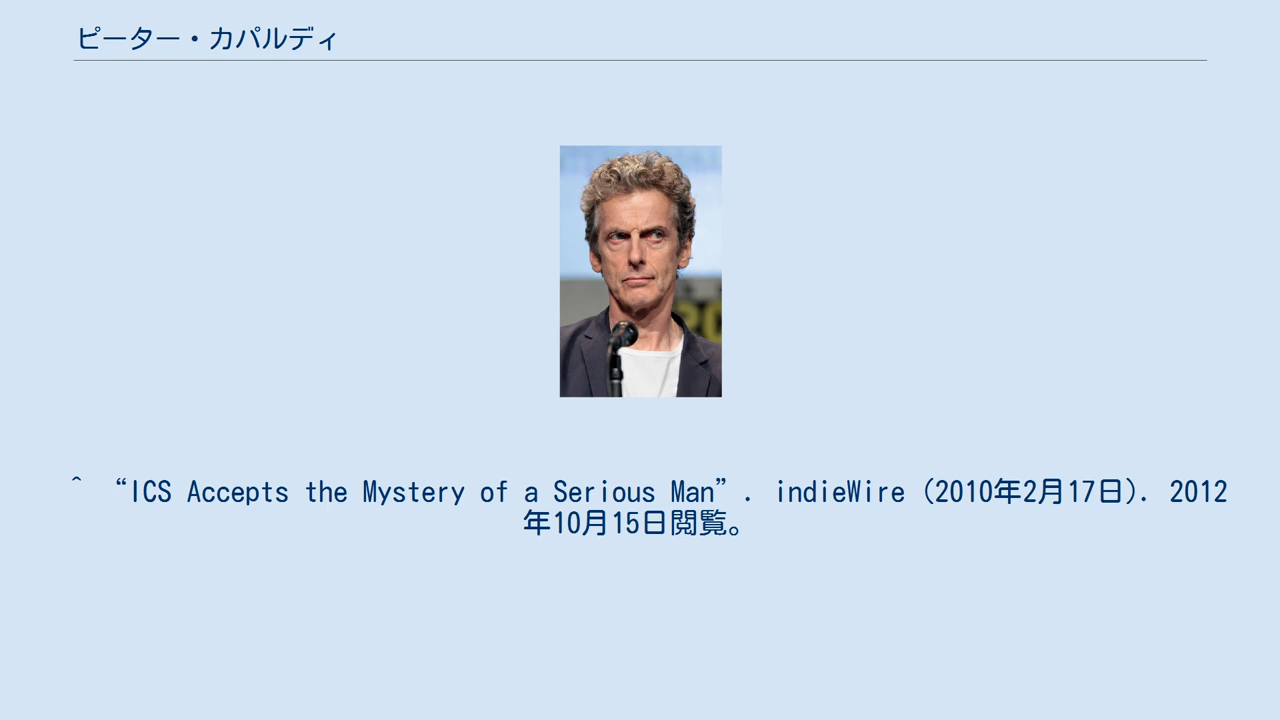 ピーター・カパルディ
^ “ICS Accepts the Mystery of a Serious Man”. indieWire (2010年2月17日). 2012
年10月15日閲覧。